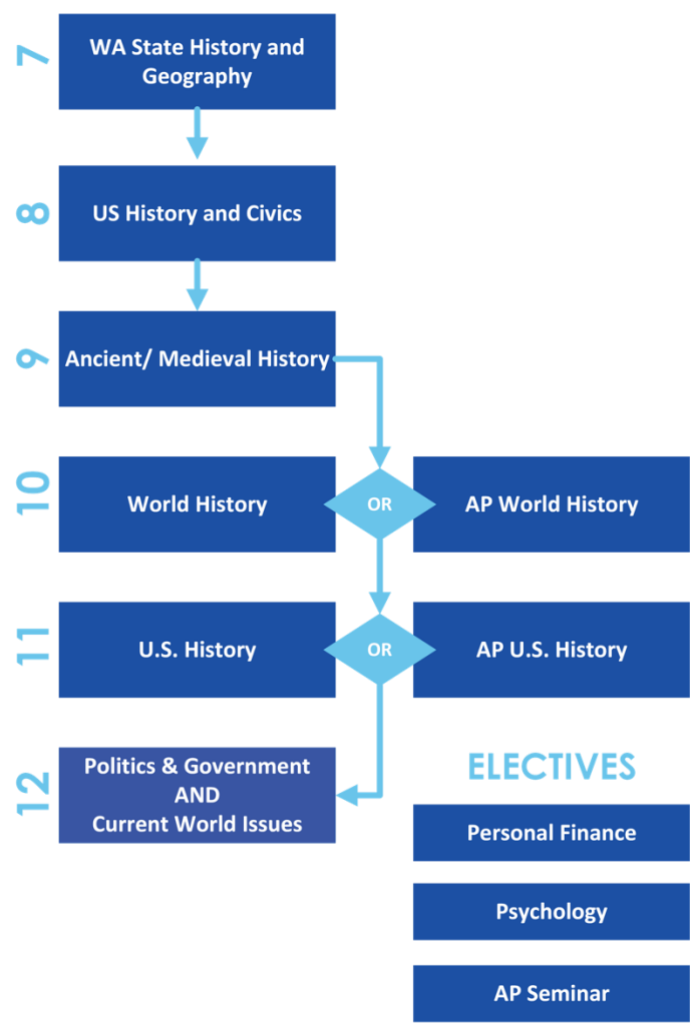 7
WA State History and
Geography
8
US History and Civics
9
Ancient/ Medieval History
10
World History
OR
AP World History
11
U.S. History
OR
AP U.S. History
12
Politics & Government
AND
Current World Issues
ELECTIVES
Personal Finance
Psychology
AP Seminar